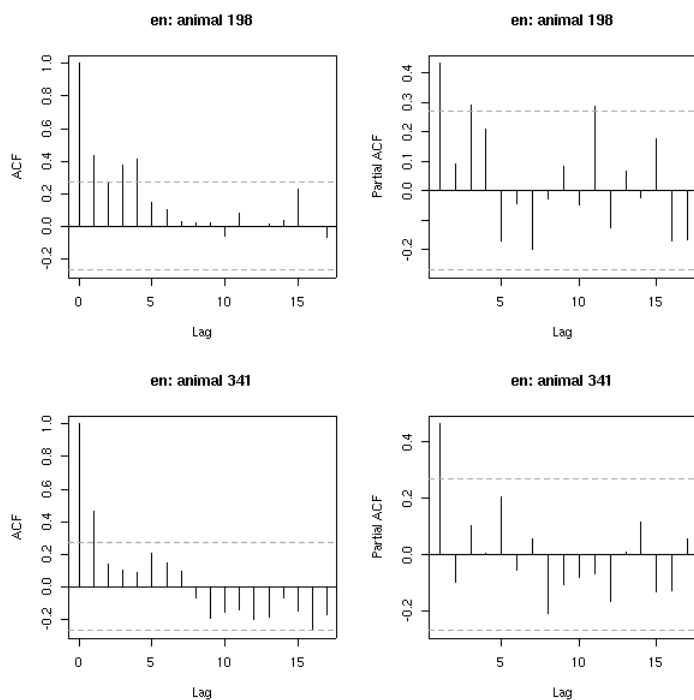 en: animal 198
ACF
-0.2 0.0 0.2 0.4 0.6 0.8 1.0
0 5 10 15
Lag
en: animal 198
Partial ACF
-0.2 0.0 0.1 0.2 0.3 0.4
5 10 15
Lag
en: animal 341
ACF
-0.2 0.0 0.2 0.4 0.6 0.8 1.0
0 5 10 15
Lag
en: animal 341
Partial ACF
-0.2 0.0 0.2 0.4
0 5 10 15
Lag